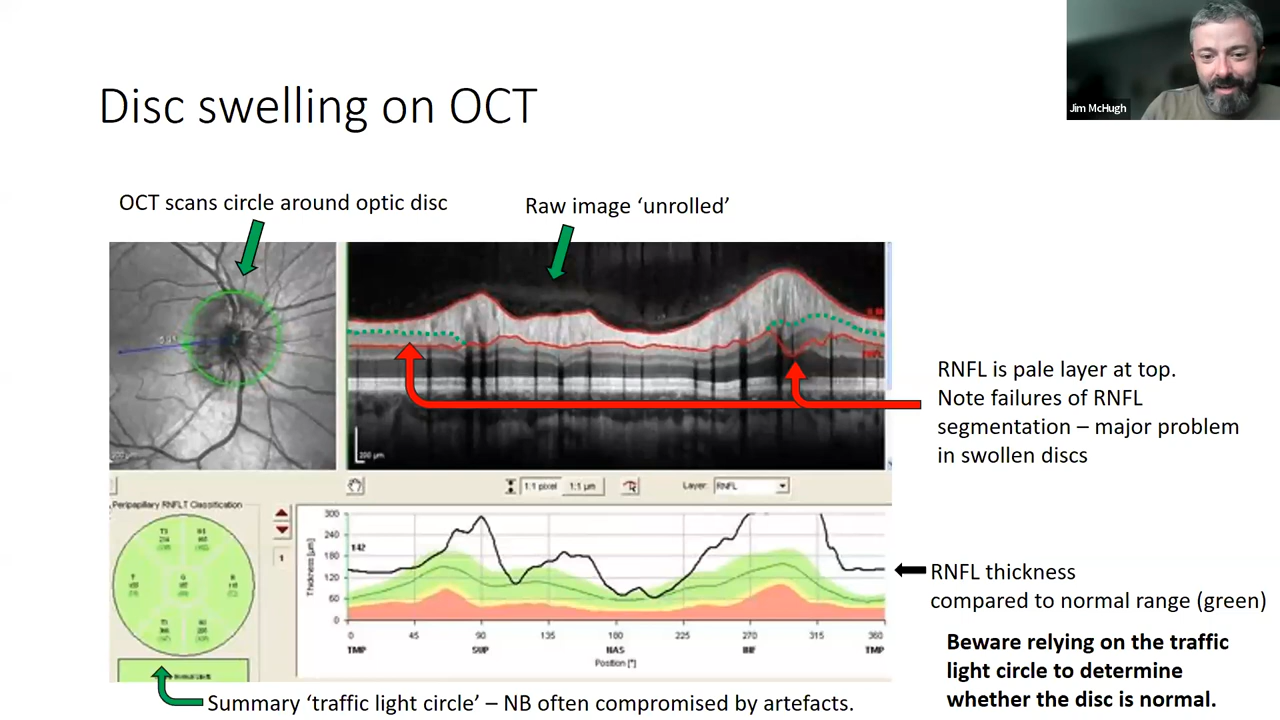 Jim McHugh
Disc swelling on OCT
OCT scans circle around optic disc
Raw image ‘unrolled’
200 µm
200 µm
RNFL is pale layer at top.
Note failures of RNFL
segmentation – major problem
in swollen discs
1:1 pixel
1:1 µm
Layer:
RNFL
Peripapillary RNFLT Classification
1
Thickness [µm]
300
240
180
120
60
0
142
0
45
90
135
180
225
270
315
360
TMP
SUP
NAS
INF
TMP
Position [°]
RNFL thickness
compared to normal range (green)
Beware relying on the traffic
light circle to determine
whether the disc is normal.
Summary ‘traffic light circle’ – NB often compromised by artefacts.